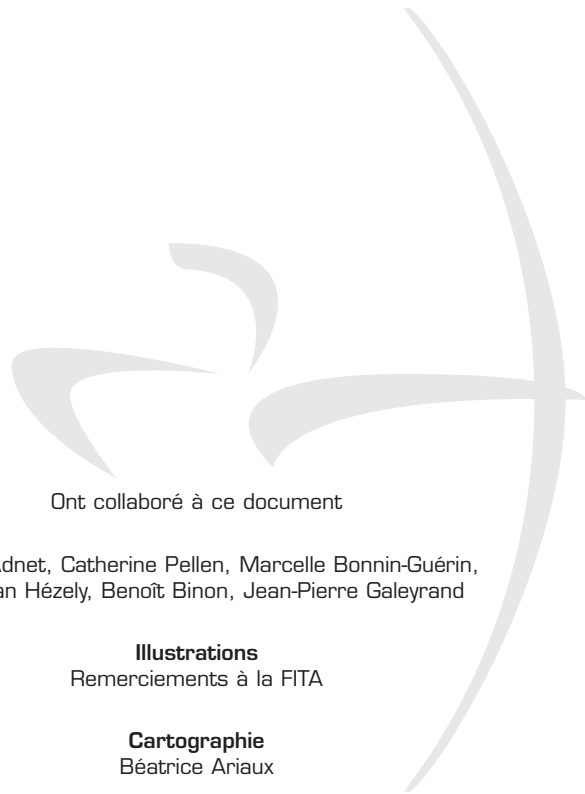 Ont collaboré à ce document
Catherine Pellen, Marcelle Bonnin-Guérin,
Hézely, Benoît Binon, Jean-Pierre Galeyrand
Illustrations
Remerciements à la FITA
Cartographie
Béatrice Ariaux